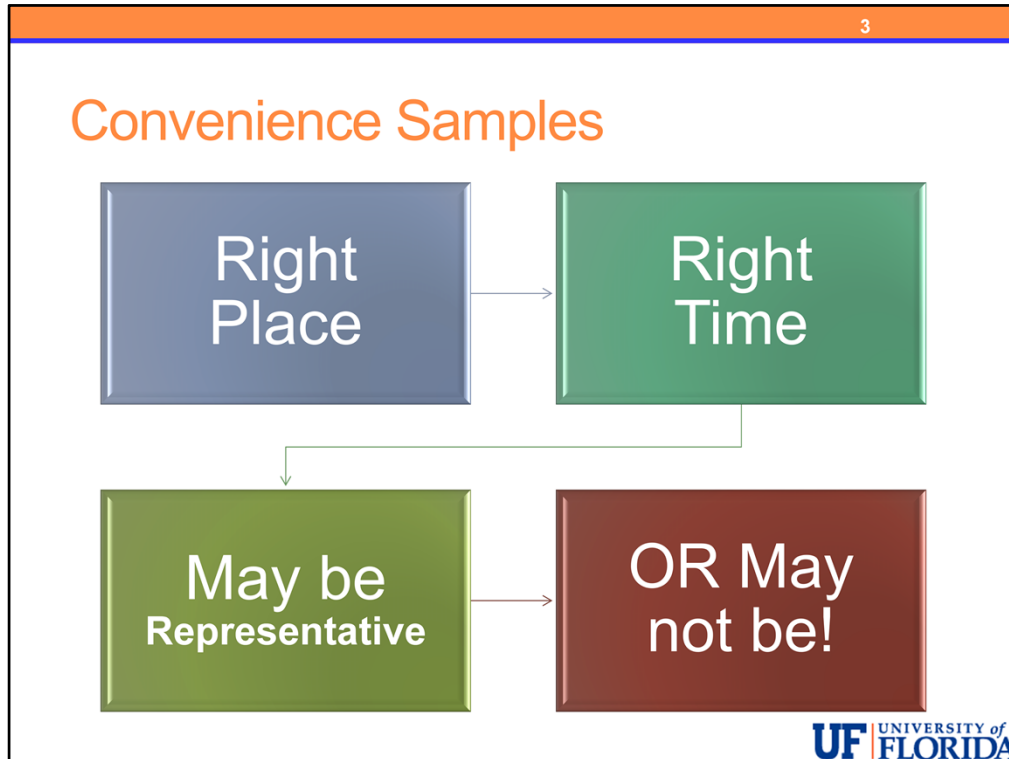 3
Convenience Samples
Right
Place
Right
Time
May be
Representative
OR May
not be!
UF UNIVERSITY of
FLORIDA